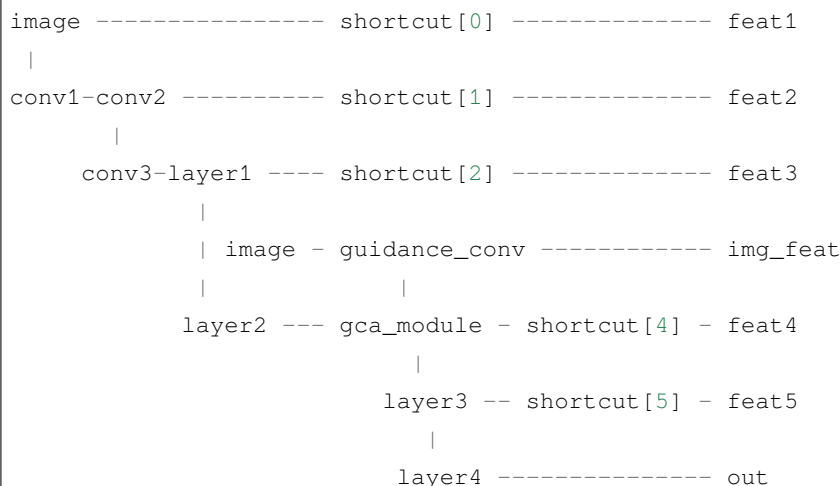 image ---------------- shortcut[0] -------------- feat1
 |
conv1-conv2 ---------- shortcut[1] -------------- feat2
       |
     conv3-layer1 ---- shortcut[2] -------------- feat3
             |
             | image - guidance_conv ------------ img_feat
             |             |
            layer2 --- gca_module - shortcut[4] - feat4
                            |
                          layer3 -- shortcut[5] - feat5
                             |
                           layer4 --------------- out